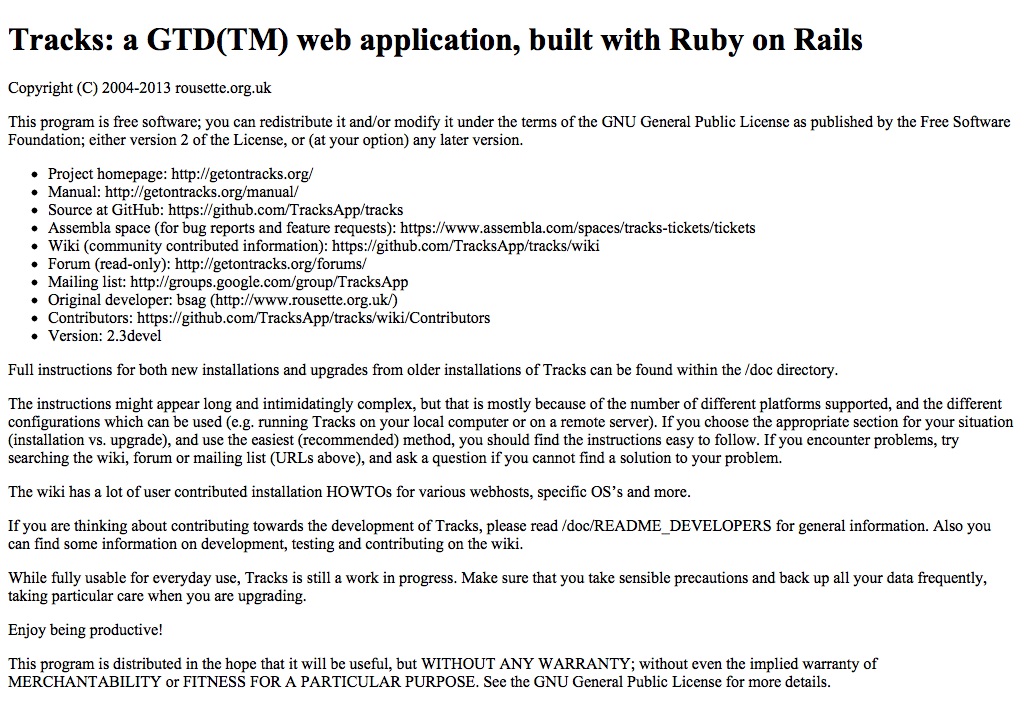 Tracks: a GTD(TM) web application, built with Ruby on Rails
Copyright (C) 2004-2013 rousette.org.uk
This program is free software; you can redistribute it and/or modify it under the terms of the GNU General Public License as published by the Free Software
Foundation; either version 2 of the License, or (at your option) any later version.
• Project homepage: http://getontracks.org/
• Manual: http://getontracks.org/manual/
• Source at GitHub: https://github.com/TracksApp/tracks
• Assembla space (for bug reports and feature requests): https://www.assembla.com/spaces/tracks-tickets/tickets
• Wiki (community contributed information): https://github.com/TracksApp/tracks/wiki
• Forum (read-only): http://getontracks.org/forums/
• Mailing list: http://groups.google.com/group/TracksApp
• Original developer: bsag (http://www.rousette.org.uk/)
• Contributors: https://github.com/TracksApp/tracks/wiki/Contributors
• Version: 2.3devel
Full instructions for both new installations and upgrades from older installations of Tracks can be found within the /doc directory.
The instructions might appear long and intimidatingly complex, but that is mostly because of the number of different platforms supported, and the different
configurations which can be used (e.g. running Tracks on your local computer or on a remote server). If you choose the appropriate section for your situation
(installation vs. upgrade), and use the easiest (recommended) method, you should find the instructions easy to follow. If you encounter problems, try
searching the wiki, forum or mailing list (URLs above), and ask a question if you cannot find a solution to your problem.
The wiki has a lot of user contributed installation HOWTOs for various webhosts, specific OS’s and more.
If you are thinking about contributing towards the development of Tracks, please read /doc/README_DEVELOPERS for general information. Also you
can find some information on development, testing and contributing on the wiki.
While fully usable for everyday use, Tracks is still a work in progress. Make sure that you take sensible precautions and back up all your data frequently,
taking particular care when you are upgrading.
Enjoy being productive!
This program is distributed in the hope that it will be useful, but WITHOUT ANY WARRANTY; without even the implied warranty of
MERCHANTABILITY or FITNESS FOR A PARTICULAR PURPOSE. See the GNU General Public License for more details.